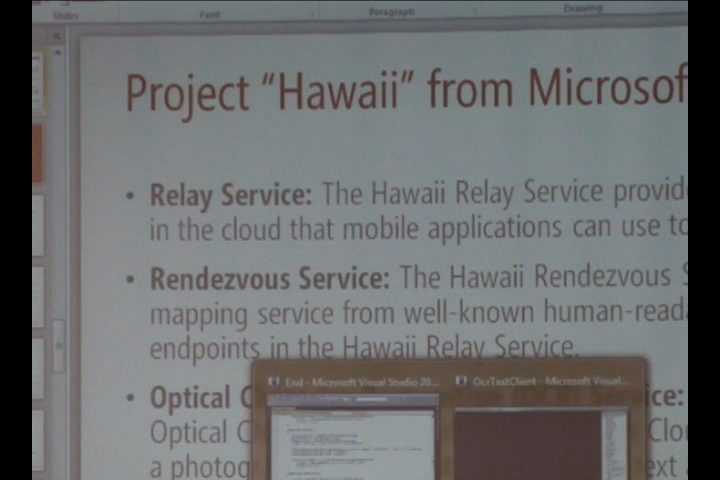 Slides Font Paragraph Drawing
Project “Hawaii” from Microsof
• Relay Service: The Hawaii Relay Service provid
in the cloud that mobile applications can use to
• Rendezvous Service: The Hawaii Rendezvous S
mapping service from well-known human-read
endpoints in the Hawaii Relay Service.
End - Microsoft Visual Studio 20... OcrTestClient - Microsoft Visual...
• Optical C ice:
Optical C Clo
a photog ext